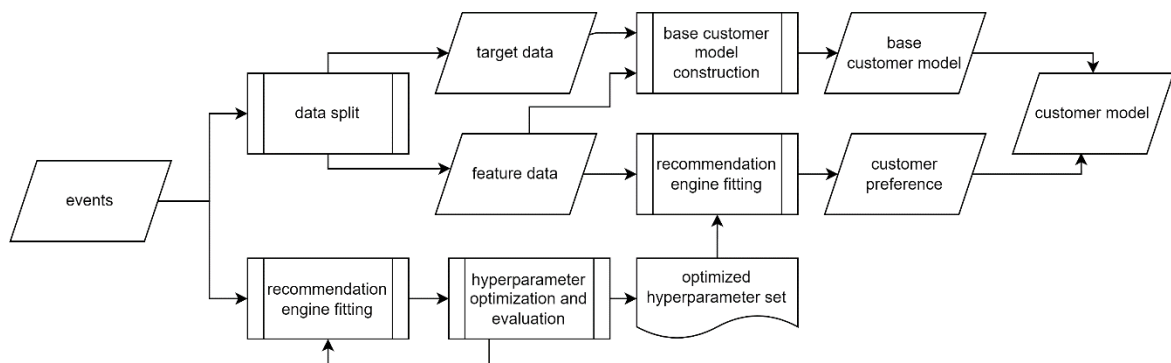 target data
base customer
model
construction
base
customer model
data split
customer model
events
feature data
recommendation
engine fitting
customer
preference
recommendation
engine fitting
hyperparameter
optimization and
evaluation
optimized
hyperparameter set